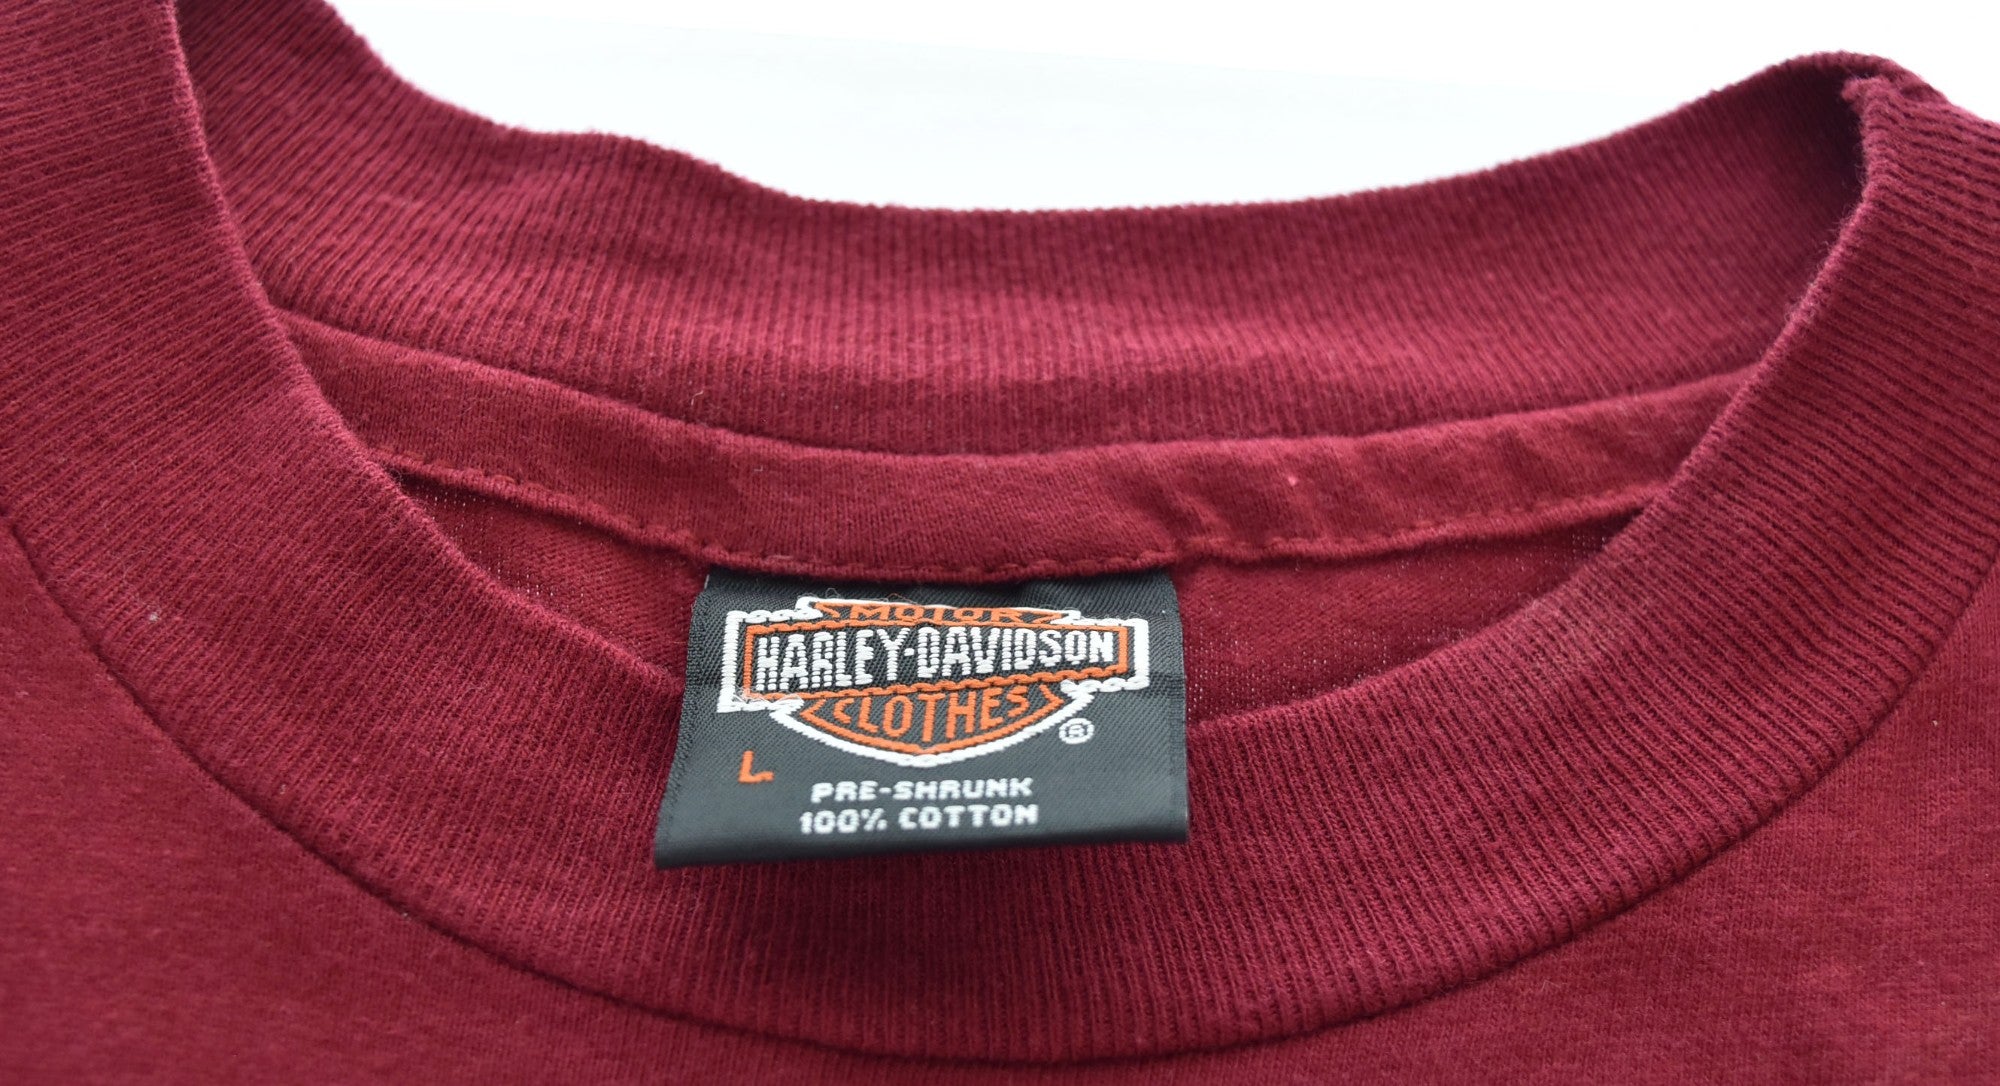 MOTOR
HARLEY-DAVIDSON
CLOTHES
®
L
PRE-SHRUNK
100% COTTON